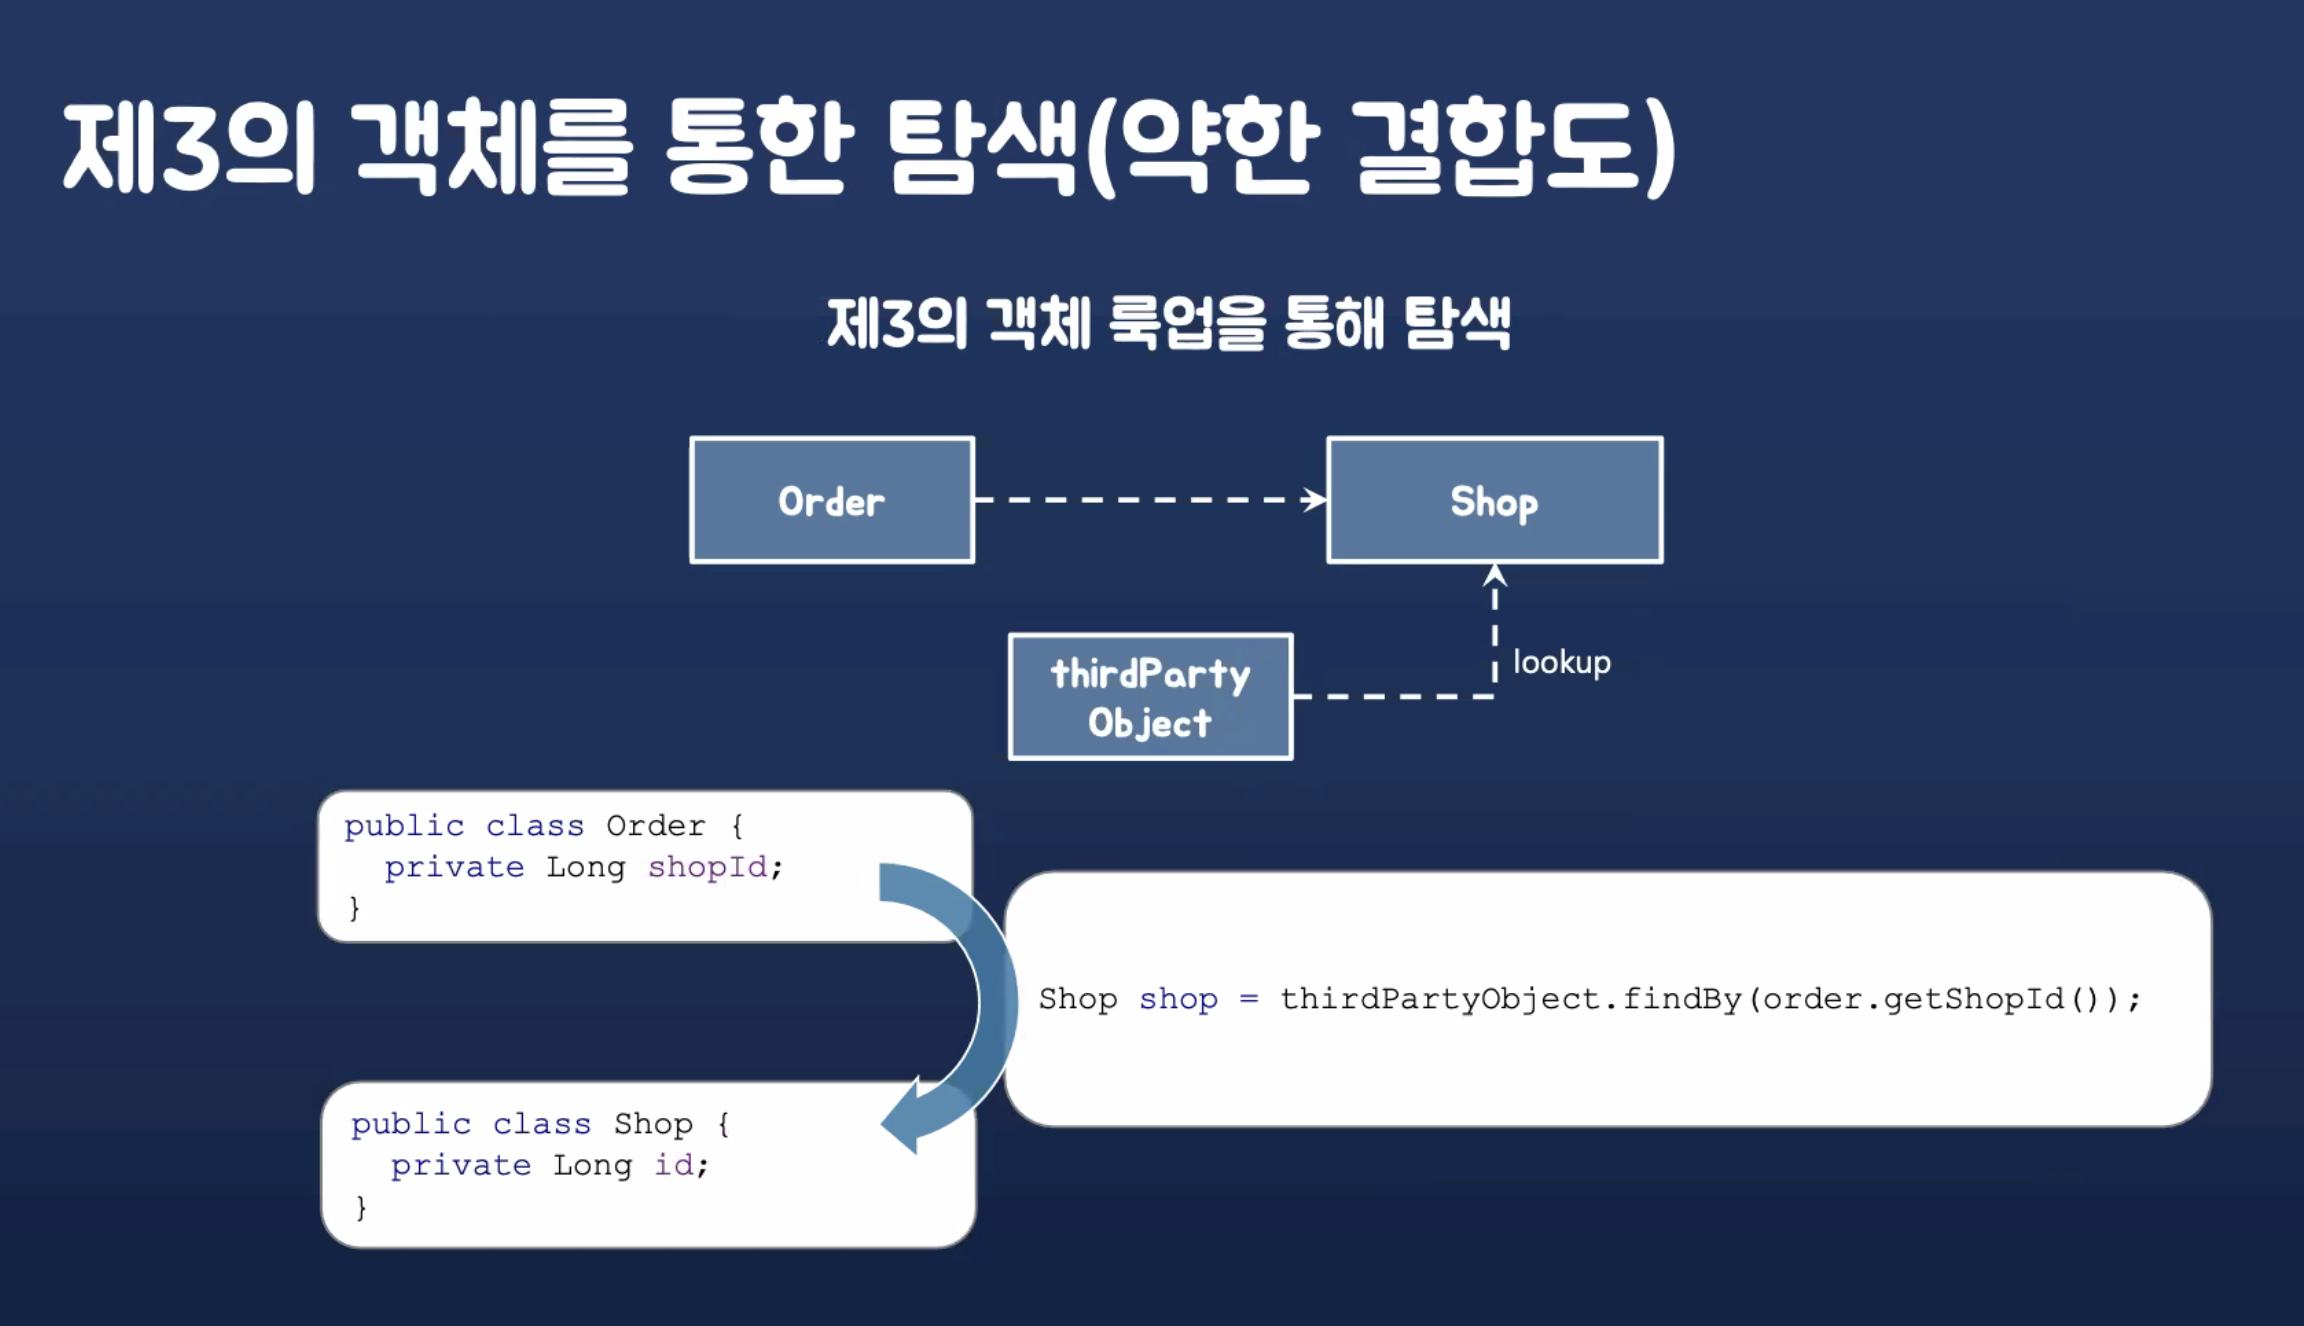 제3의 객체를 통한 탐색(약한 결합도)
제3의 객체 룩업을 통해 탐색
Order
Shop
thirdParty
Object
lookup
public class Order {
private Long shopId;
}
Shop shop = thirdPartyObject.findBy(order.getShopId());
public class Shop {
private Long id;
}